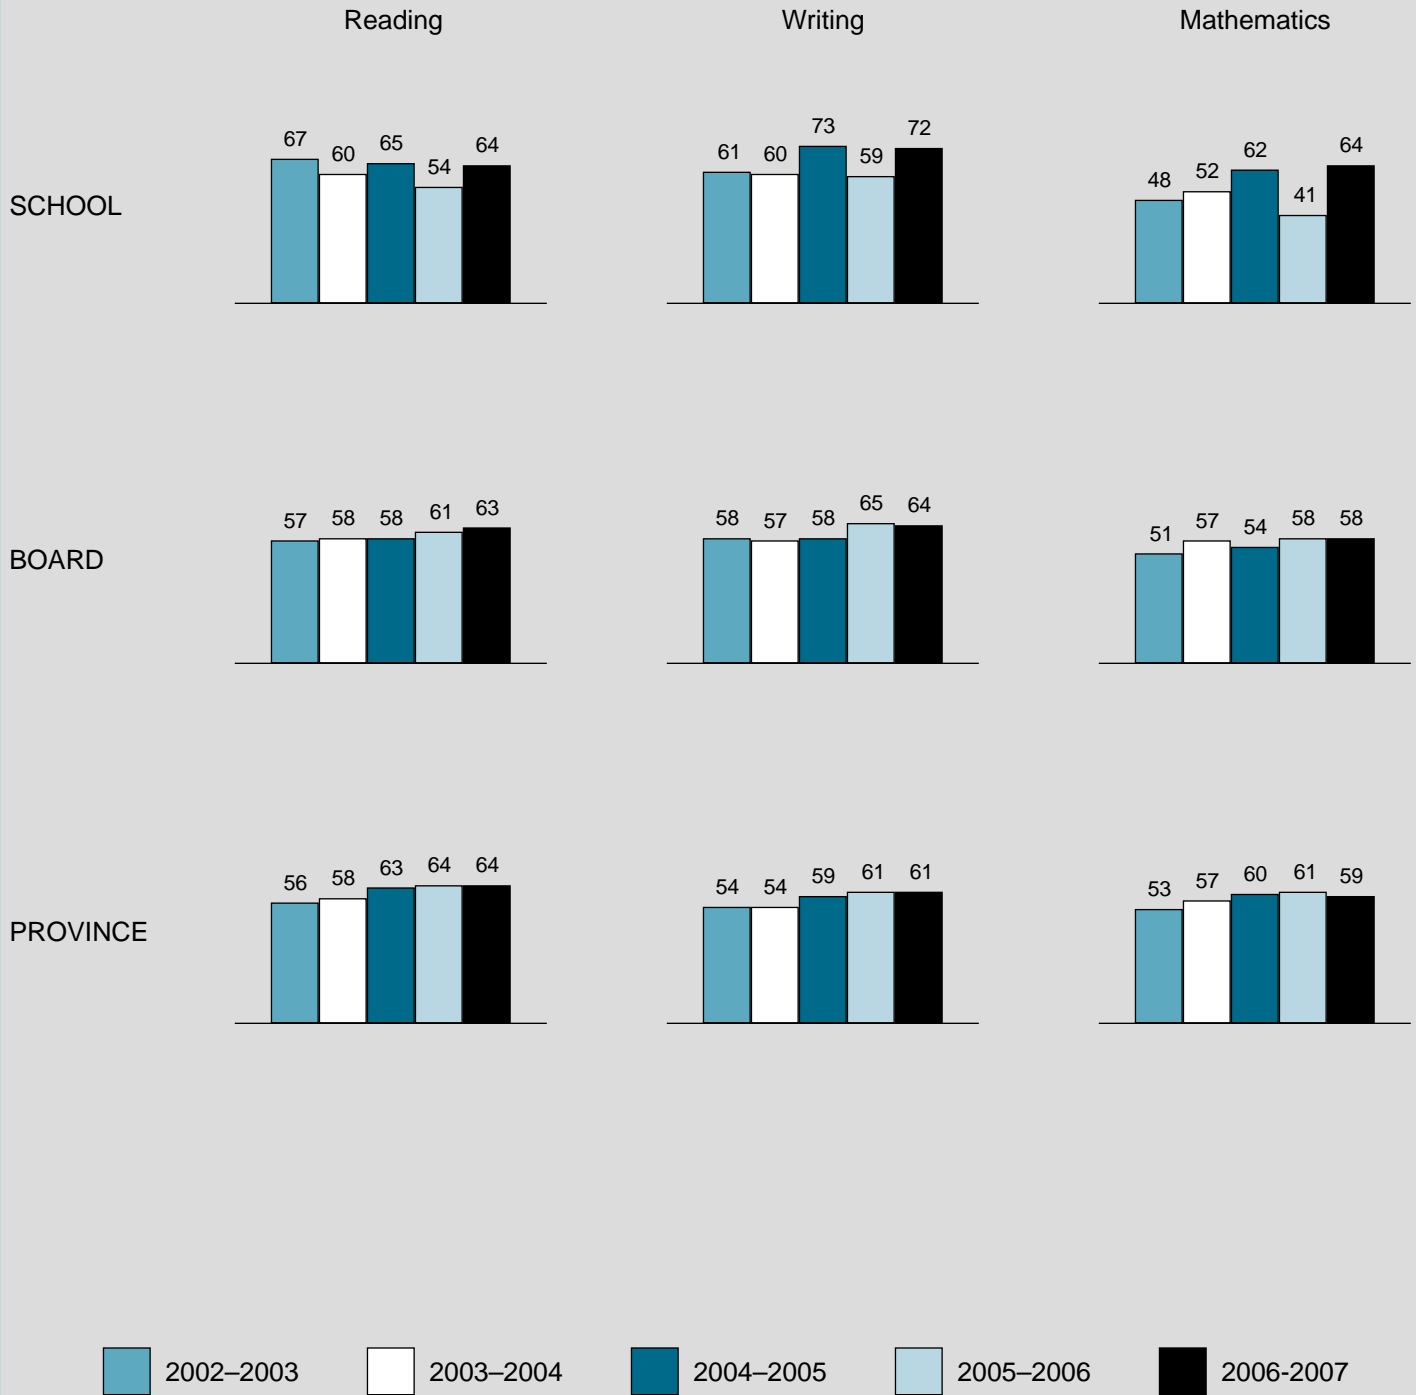 Reading Writing Mathematics
SCHOOL
67 60 65 54 64
61 60 73 59 72
48 52 62 41 64
BOARD
57 58 58 61 63
58 57 58 65 64
51 57 54 58 58
PROVINCE
56 58 63 64 64
54 54 59 61 61
53 57 60 61 59
2002–2003 2003–2004 2004–2005 2005–2006 2006-2007